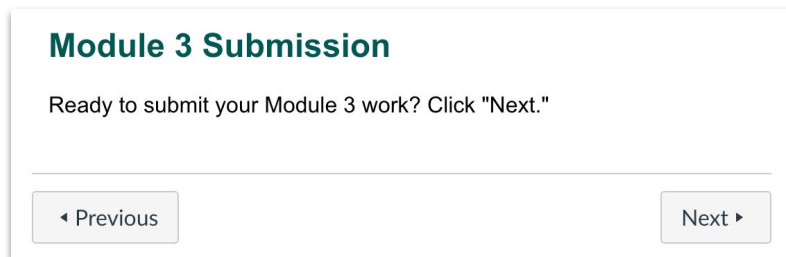 Module 3 Submission
Ready to submit your Module 3 work? Click "Next."
◂ Previous
Next ▸